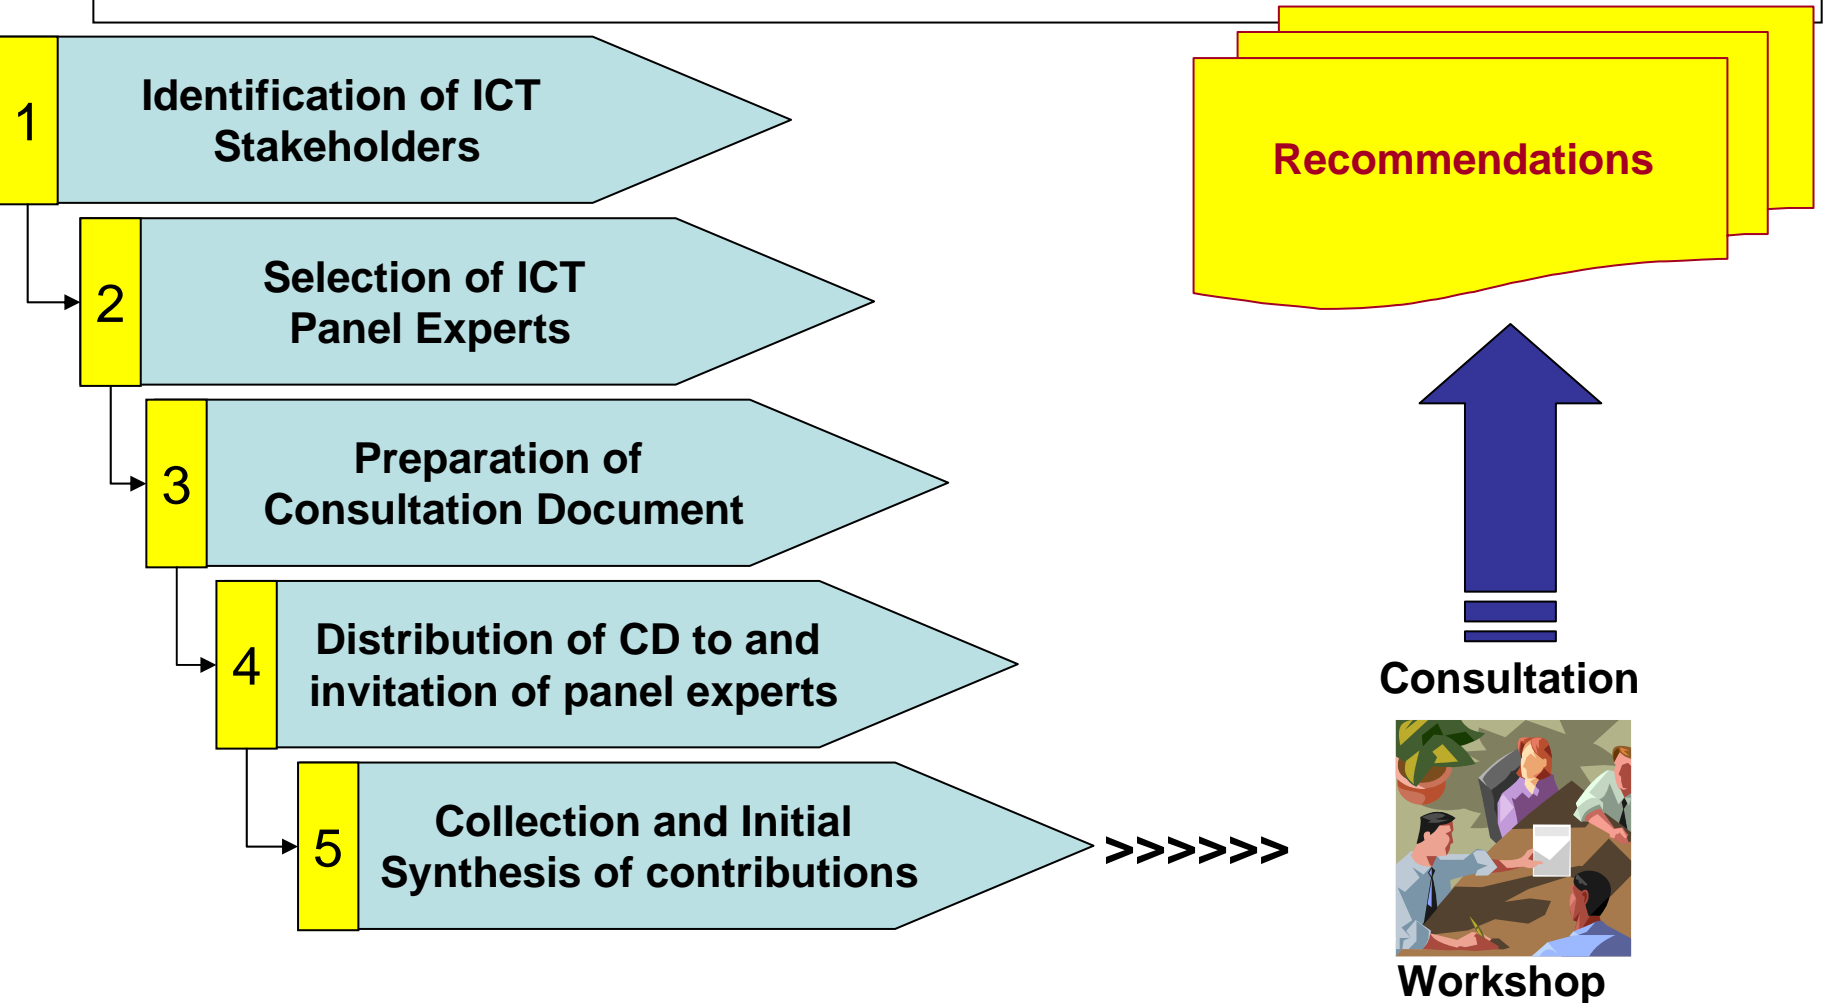 1
Identification of ICT
Stakeholders
2
Selection of ICT
Panel Experts
3
Preparation of
Consultation Document
4
Distribution of CD to and
invitation of panel experts
5
Collection and Initial
Synthesis of contributions
>>>>>>
Recommendations
Consultation
Workshop